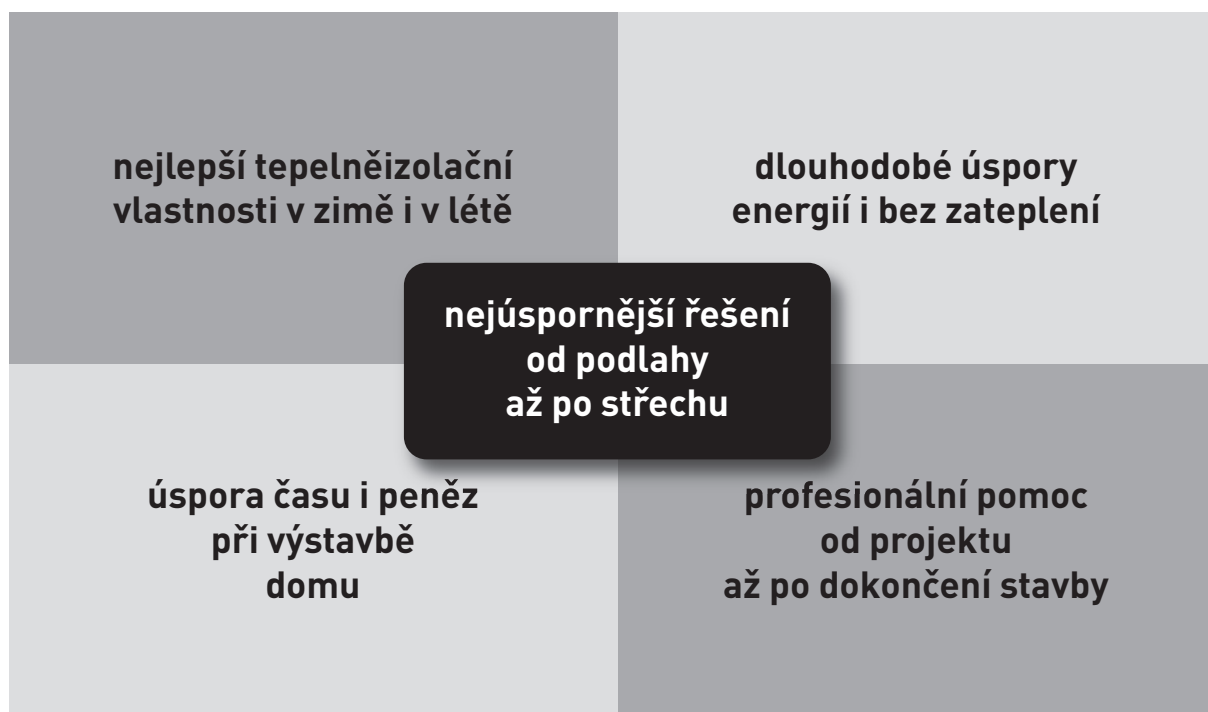 nejlepší tepelněizolační
vlastnosti v zimě i v létě
dlouhodobé úspory
energií i bez zateplení
nejúspornější řešení
od podlahy
až po střechu
úspora času i peněz
při výstavbě
domu
profesionální pomoc
od projektu
až po dokončení stavby